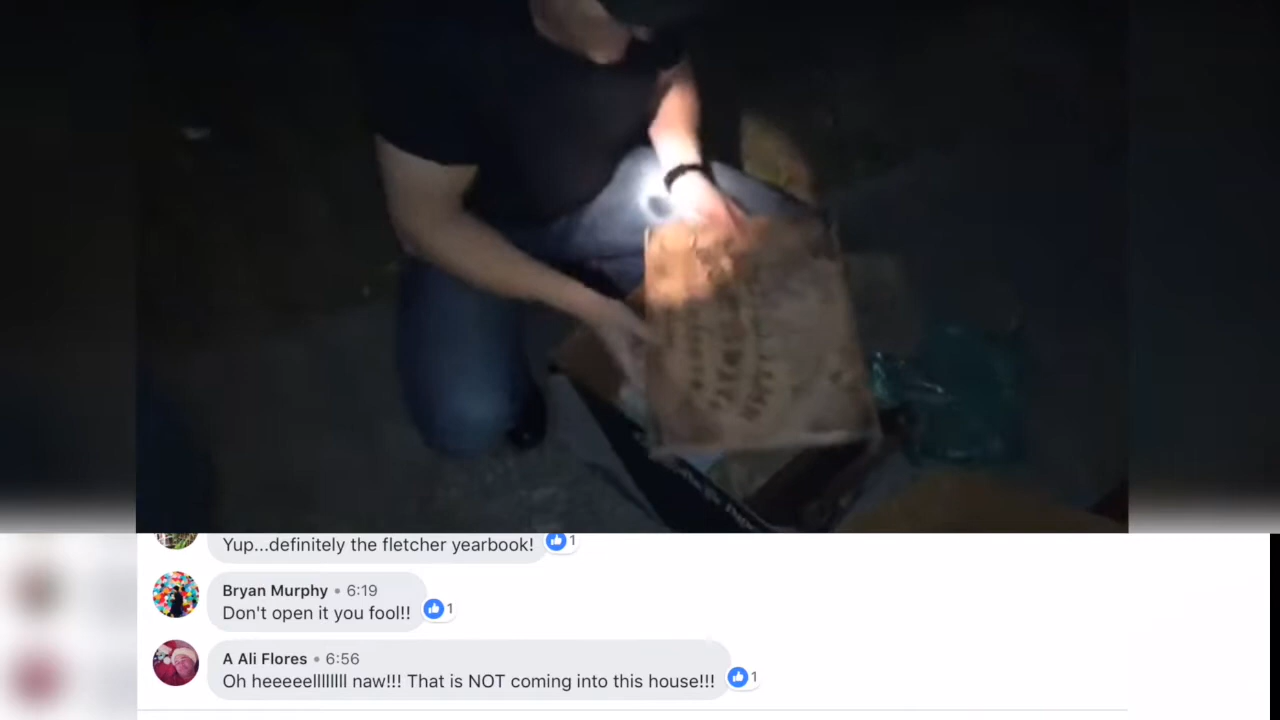 Yup...definitely the fletcher yearbook!
1
Bryan Murphy • 6:19
Don't open it you fool!!
1
A Ali Flores • 6:56
Oh heeeeellllllll naw!!! That is NOT coming into this house!!!
1